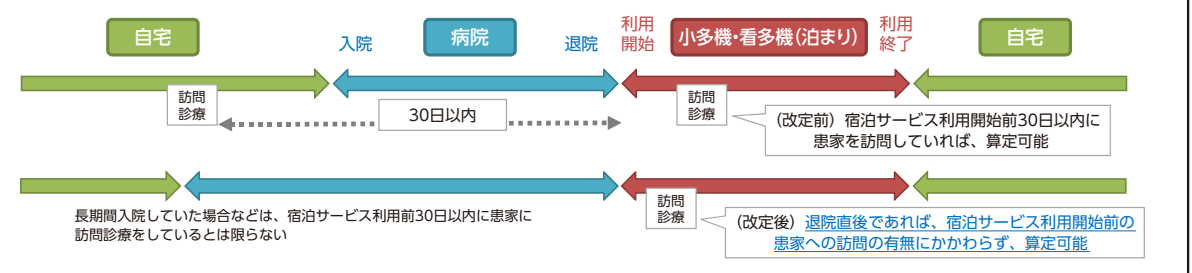 自宅
入院
病院
退院
利用
開始
小多機・看多機(泊まり)
利用
終了
自宅
訪問
診療
30日以内
訪問
診療
(改定前)宿泊サービス利用開始前30日以内に
患家を訪問していれば、算定可能
長期間入院していた場合などは、宿泊サービス利用前30日以内に患家に
訪問診療をしているとは限らない
訪問
診療
(改定後)退院直後であれば、宿泊サービス利用開始前の
患家への訪問の有無にかかわらず、算定可能